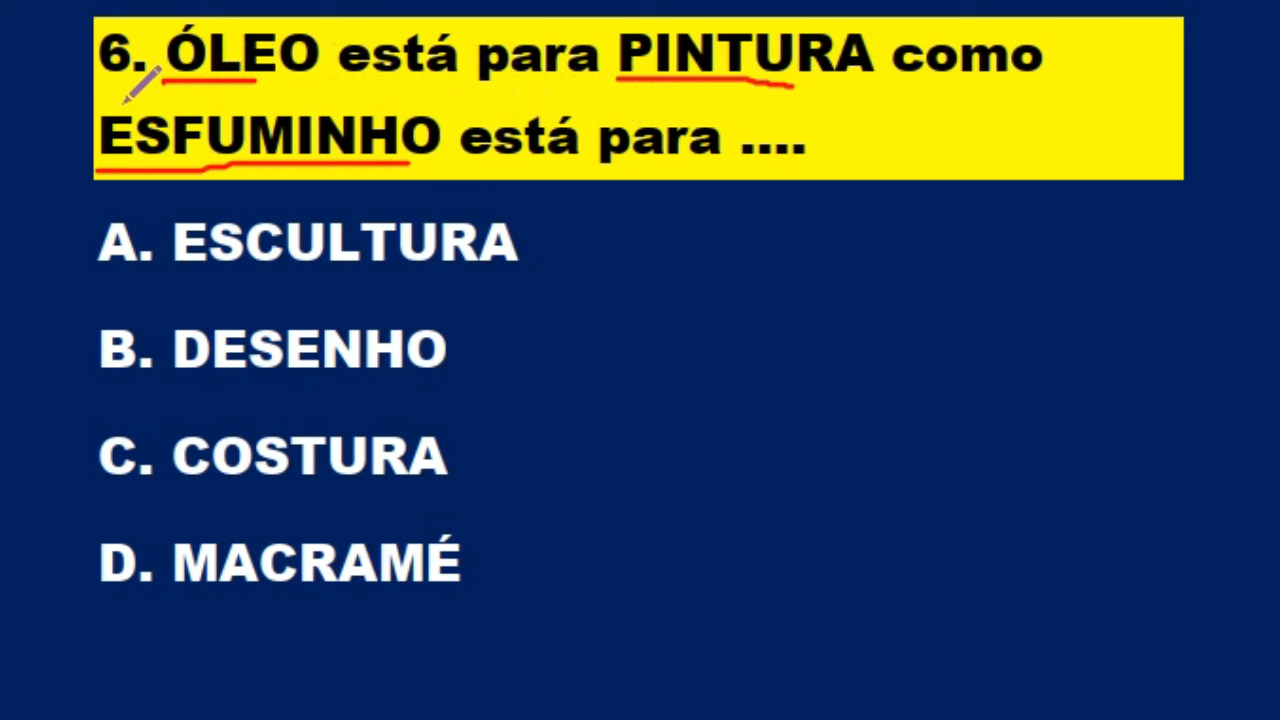 6. ÓLEO está para PINTURA como
ESFUMINHO está para ....
A. ESCULTURA
B. DESENHO
C. COSTURA
D. MACRAMÉ